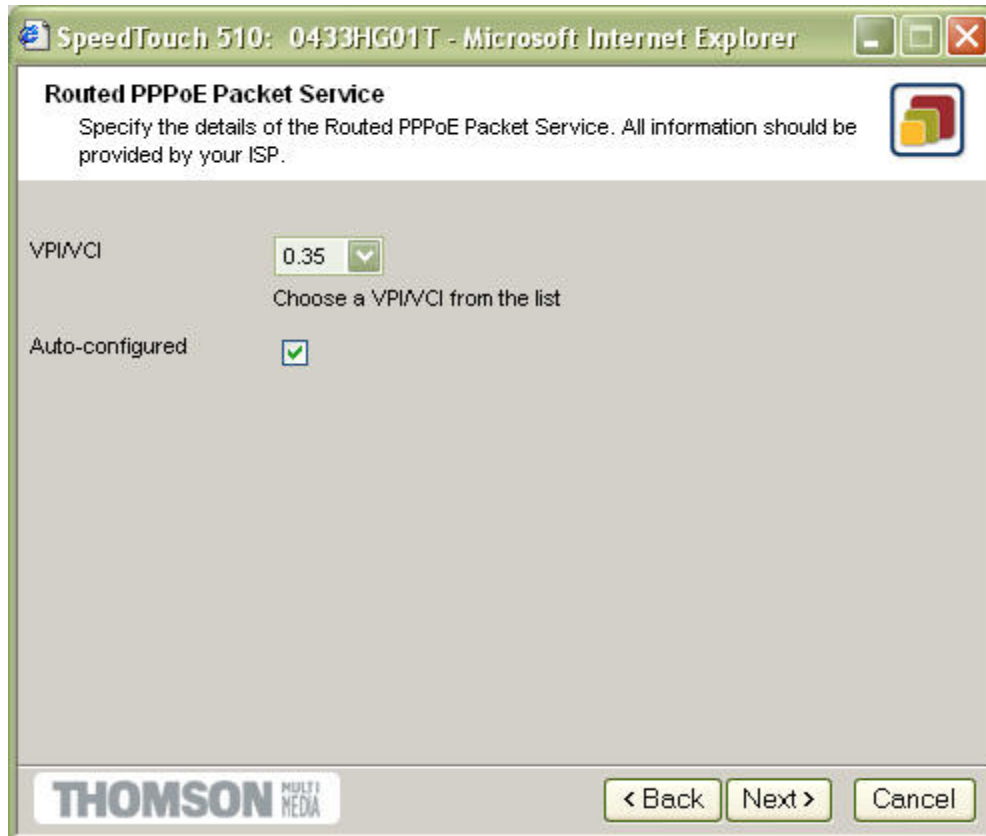 SpeedTouch 510: 0433HG01T - Microsoft Internet Explorer
Routed PPPoE Packet Service
Specify the details of the Routed PPPoE Packet Service. All information should be
provided by your ISP.
VPI/VCI
0.35
Choose a VPI/VCI from the list
Auto-configured
THOMSON MULTI MEDIA
< Back Next > Cancel